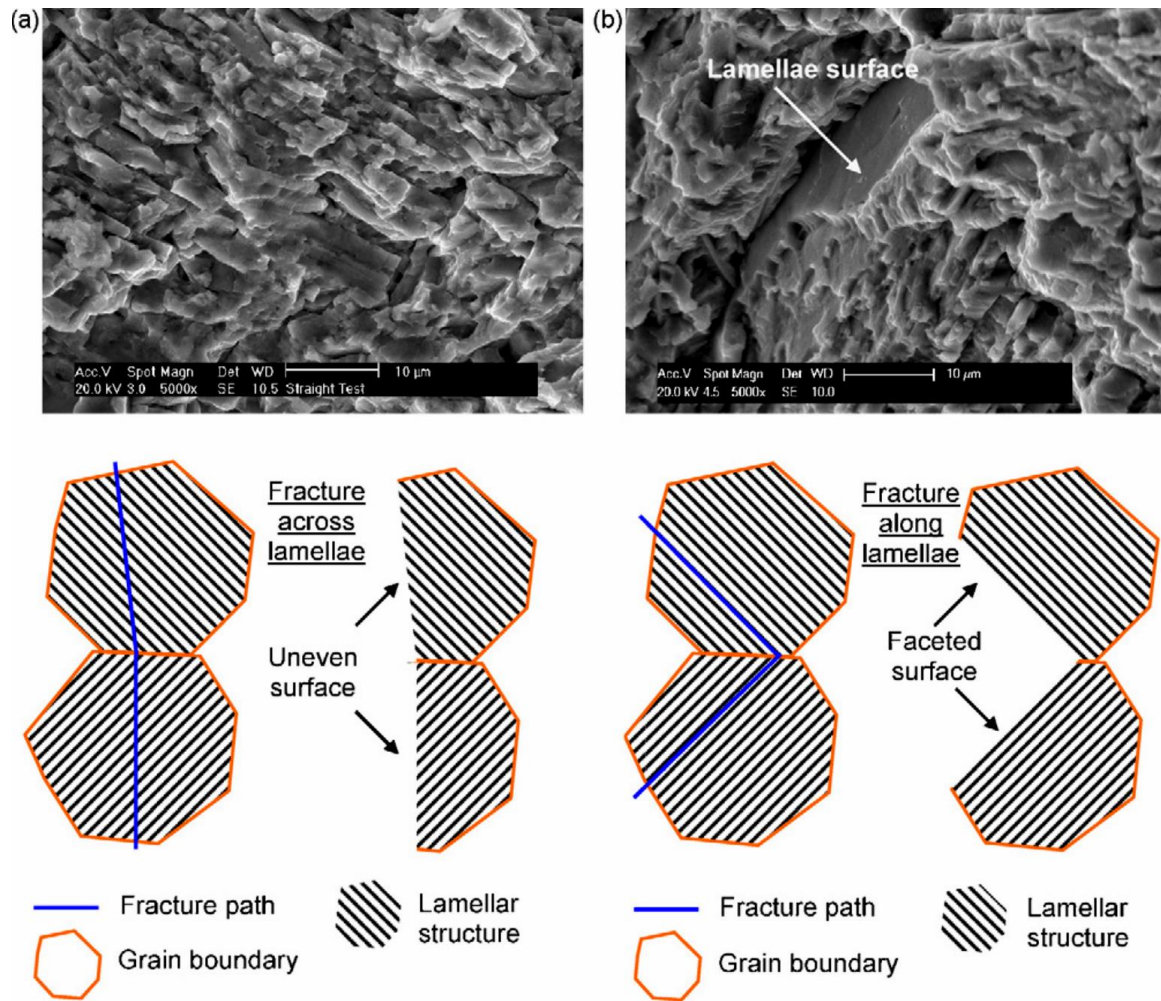 (a)
Acc.V Spot Magn Det WD 10 µm
20.0 kV 3.0 5000x SE 10.5 Straight Test
Fracture
across
lamellae
Uneven
surface
Fracture path
Grain boundary
Lamellar
structure
(b)
Lamellae surface
Acc.V Spot Magn Det WD 10 µm
20.0 kV 4.5 5000x SE 10.0
Fracture
along
lamellae
Faceted
surface
Fracture path
Grain boundary
Lamellar
structure